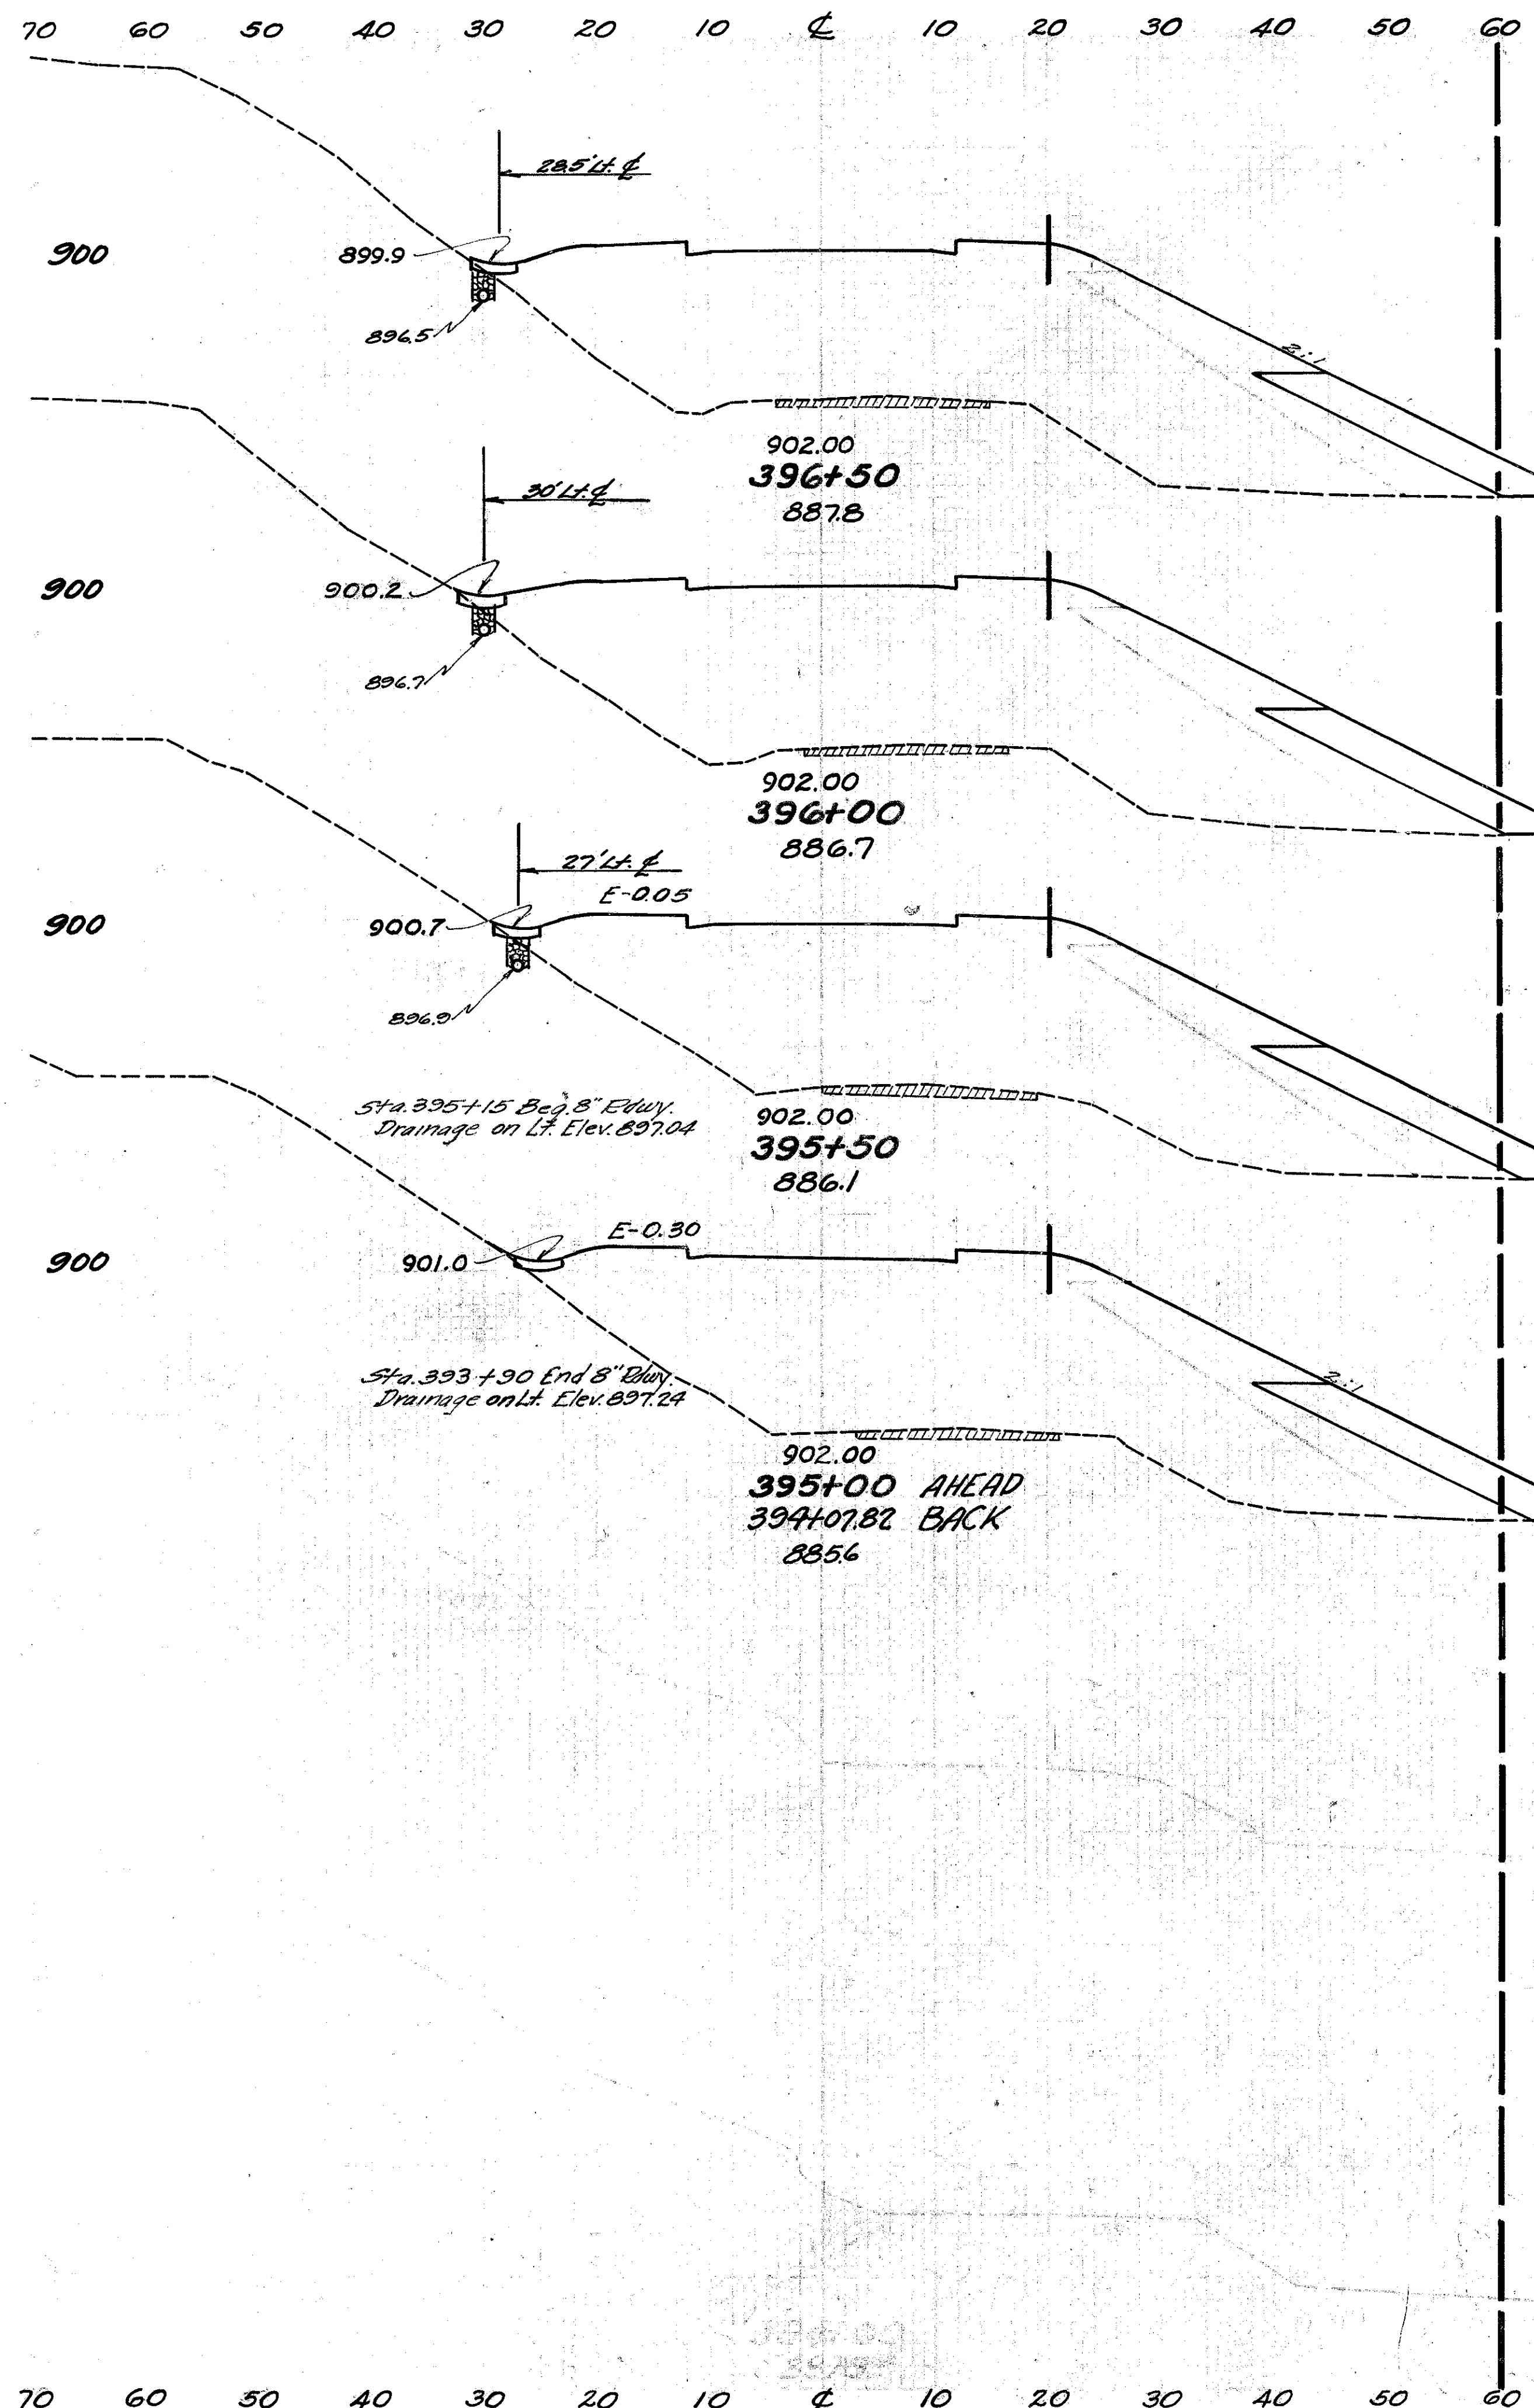 70 60 50 40 30 20 10 ℄ 10 20 30 40 50 60
28.5' Lt. ℄
900
899.9
896.5
2:1
902.00
396+50
887.8
30' Lt. ℄
900
900.2
896.7
902.00
396+00
886.7
27' Lt. ℄
E-0.05
900
900.7
896.9
Sta. 395+15 Beg. 8" Rdwy.
Drainage on Lt. Elev. 897.04
902.00
395+50
886.1
E-0.30
900
901.0
Sta. 393+90 End 8" Rdwy.
Drainage on Lt. Elev. 897.24
2:1
902.00
395+00 AHEAD
394+07.82 BACK
885.6
70 60 50 40 30 20 10 ℄ 10 20 30 40 50 60